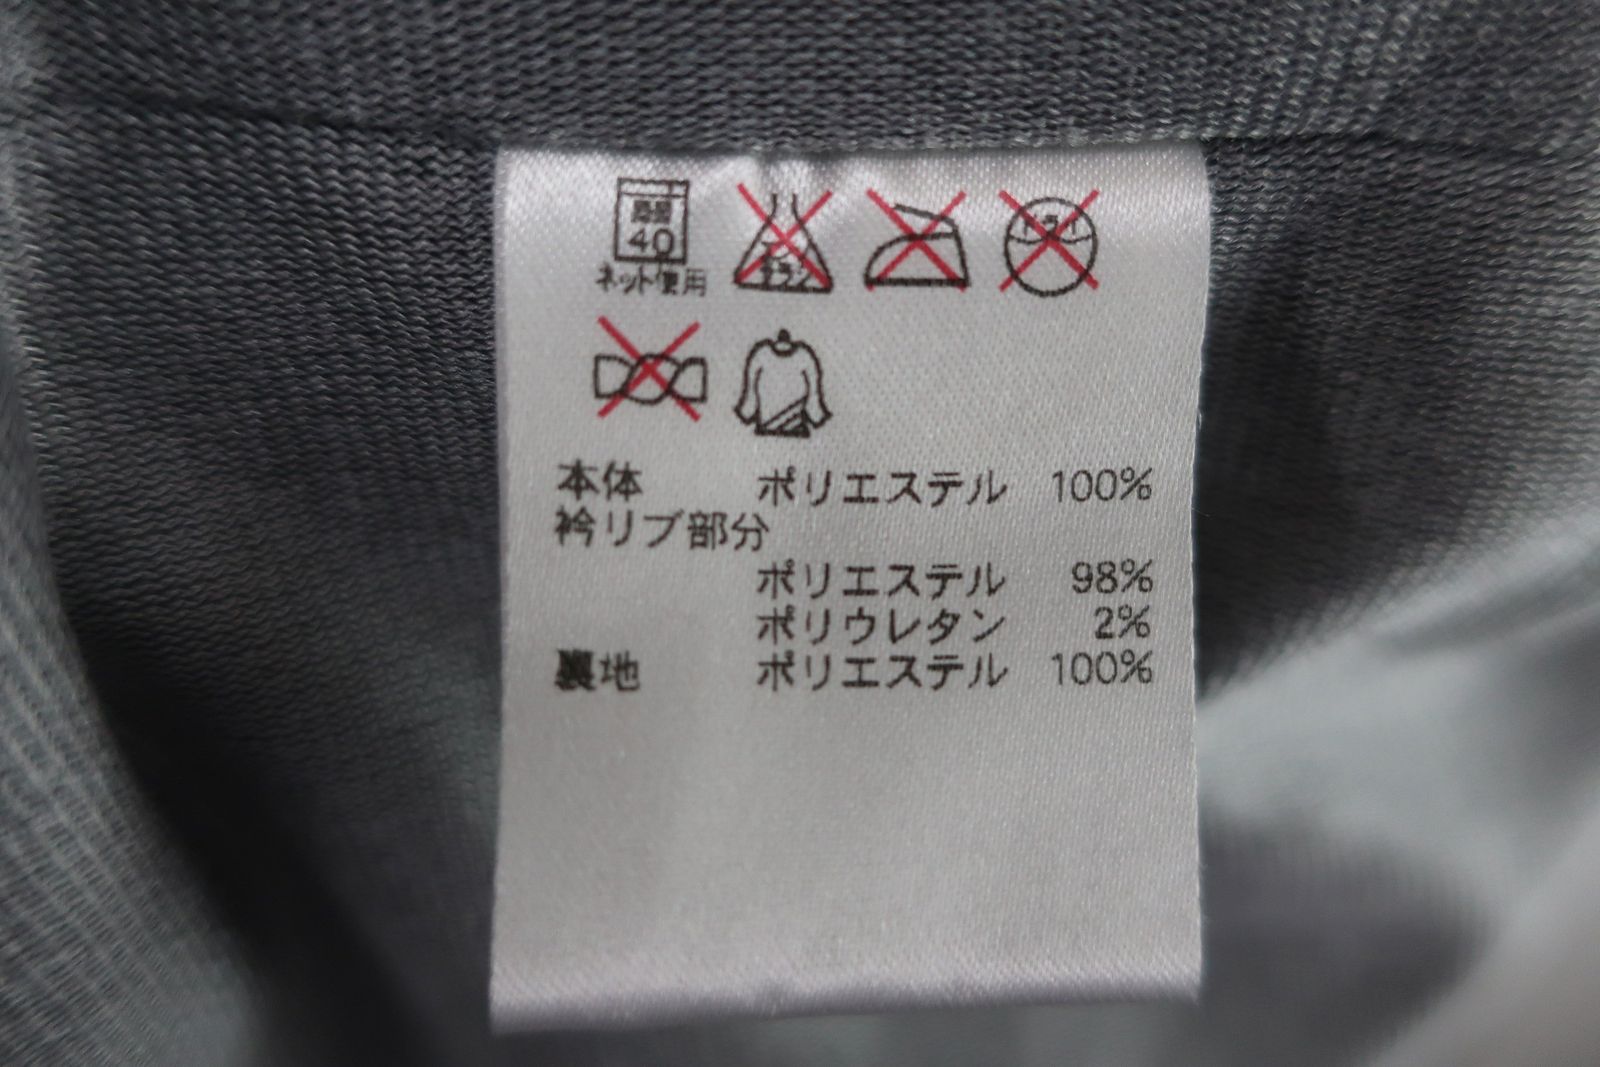 40
ネット使用
本体 ポリエステル 100%
衿リブ部分
ポリエステル 98%
ポリウレタン 2%
裏地 ポリエステル 100%